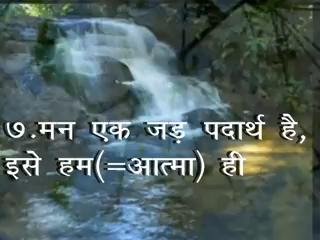 ७.मन एक जड़ पदार्थ है,
इसे हम(=आत्मा) ही